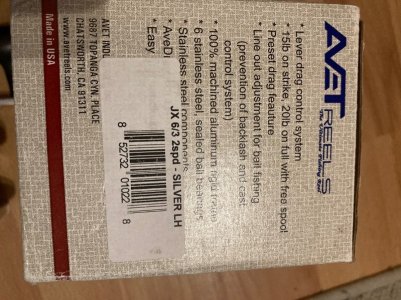 AVET
REELS
The Ultimate Fishing Reel
• Lever drag control system
• 15lb on strike, 20lb on full with free spool
• Preset drag feauture
• Line out adjustment for bait fishing
(prevention of backlash and cast
control system)
• 100% machined aluminum rigid frame
• 6 stainless steel, sealed ball bearings
• Stainless steel components
• AveDr
• Easy
JX 6/3 2spd - SILVER LH
8 52732 01022 8
AVET INDU
9687 TOPANGA CYN. PLACE
CHATSWORTH, CA 91311
www.avetreels.com
Made in USA